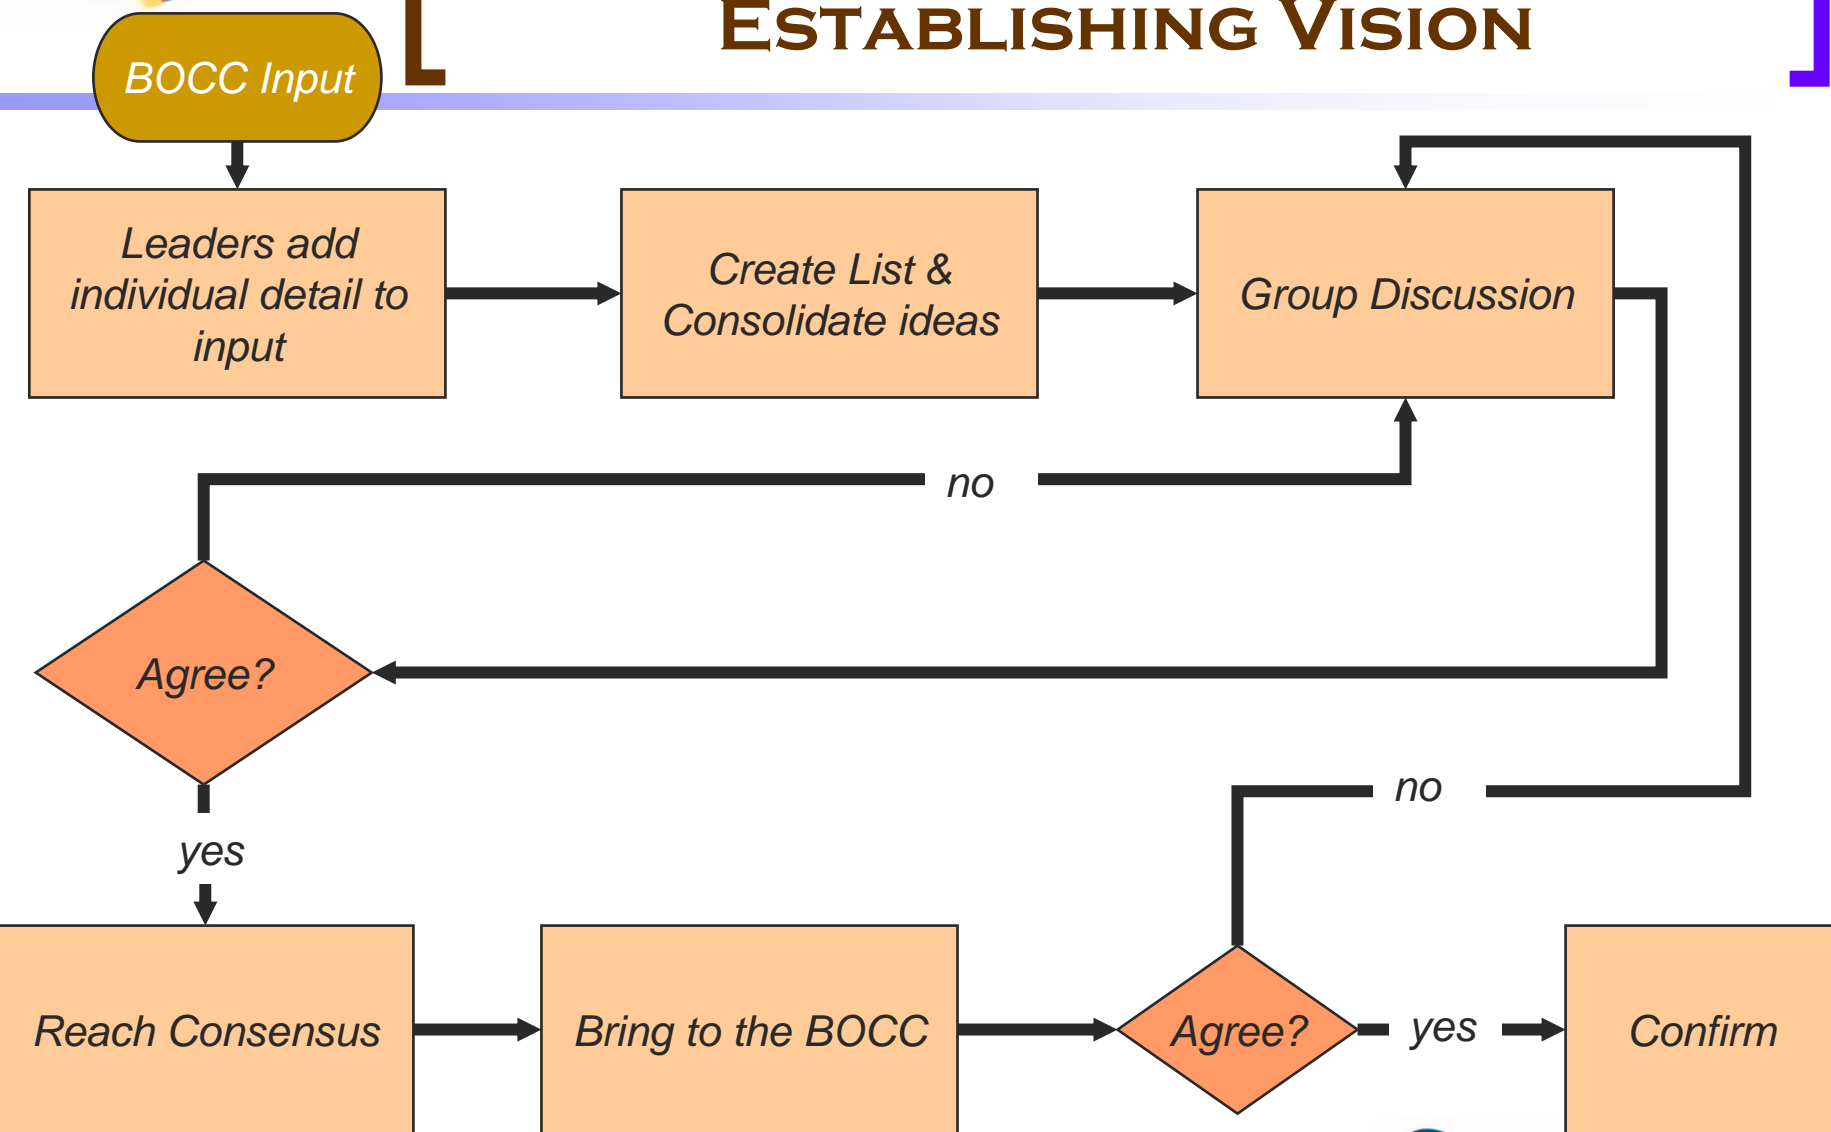 ESTABLISHING VISION
BOCC Input
Leaders add
individual detail to
input
Create List &
Consolidate ideas
Group Discussion
no
Agree?
no
yes
Reach Consensus
Bring to the BOCC
Agree?
yes
Confirm